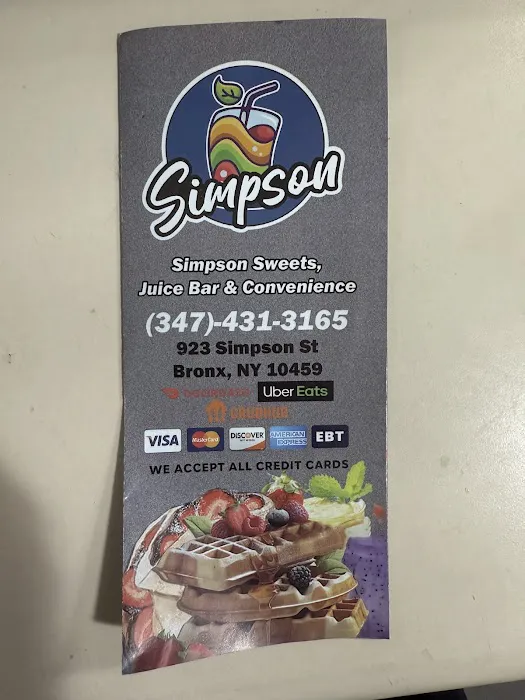 Simpson
Simpson Sweets,
Juice Bar & Convenience
(347)-431-3165
923 Simpson St
Bronx, NY 10459
DOORDASH Uber Eats
GRUBHUB
VISA MasterCard DISCOVER AMERICAN EXPRESS EBT
WE ACCEPT ALL CREDIT CARDS